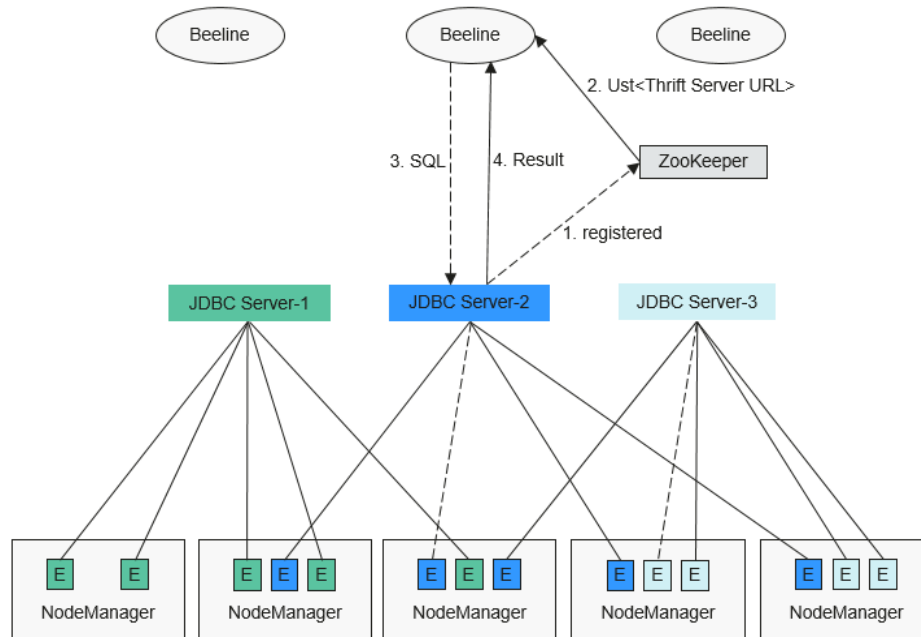 Beeline
Beeline
Beeline
2. Ust<Thrift Server URL>
3. SQL
4. Result
ZooKeeper
1. registered
JDBC Server-1
JDBC Server-2
JDBC Server-3
E
E
E
E
E
E
E
E
E
E
E
E
E
E
NodeManager
NodeManager
NodeManager
NodeManager
NodeManager